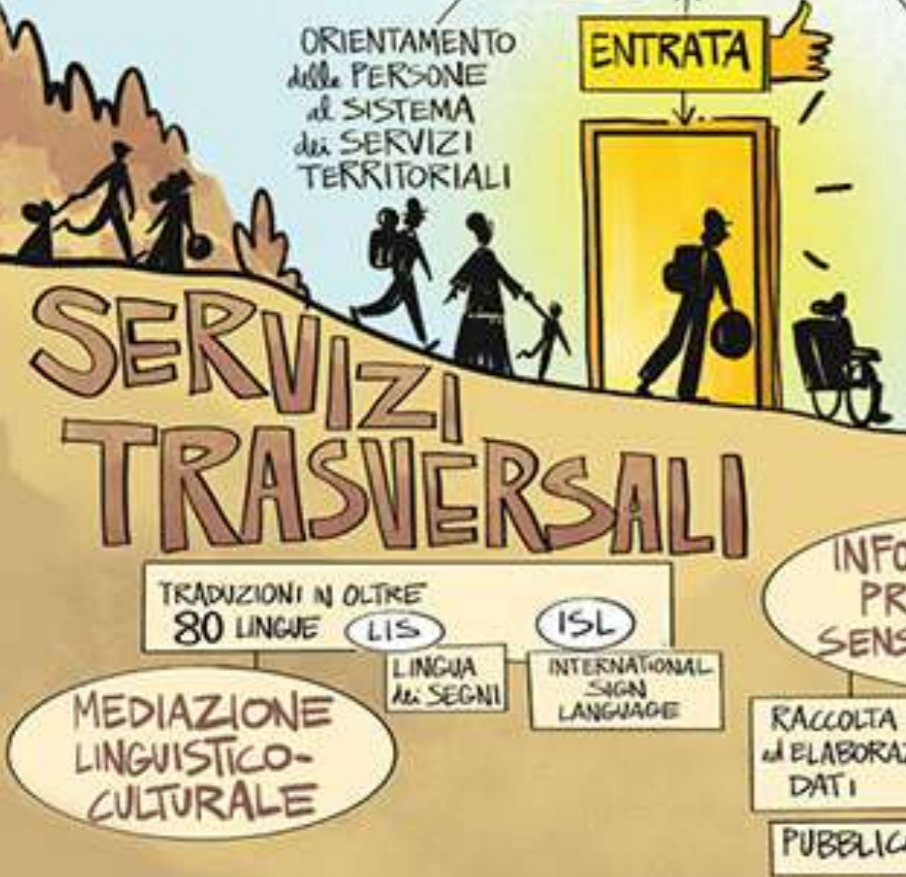 ORIENTAMENTO
delle PERSONE
al SISTEMA
dei SERVIZI
TERRITORIALI
ENTRATA
SERVIZI
TRASVERSALI
TRADUZIONI IN OLTRE
80 LINGUE
LIS
ISL
LINGUA
dei SEGNI
INTERNATIONAL
SIGN
LANGUAGE
MEDIAZIONE
LINGUISTICO-
CULTURALE
RACCOLTA
ed
DATI